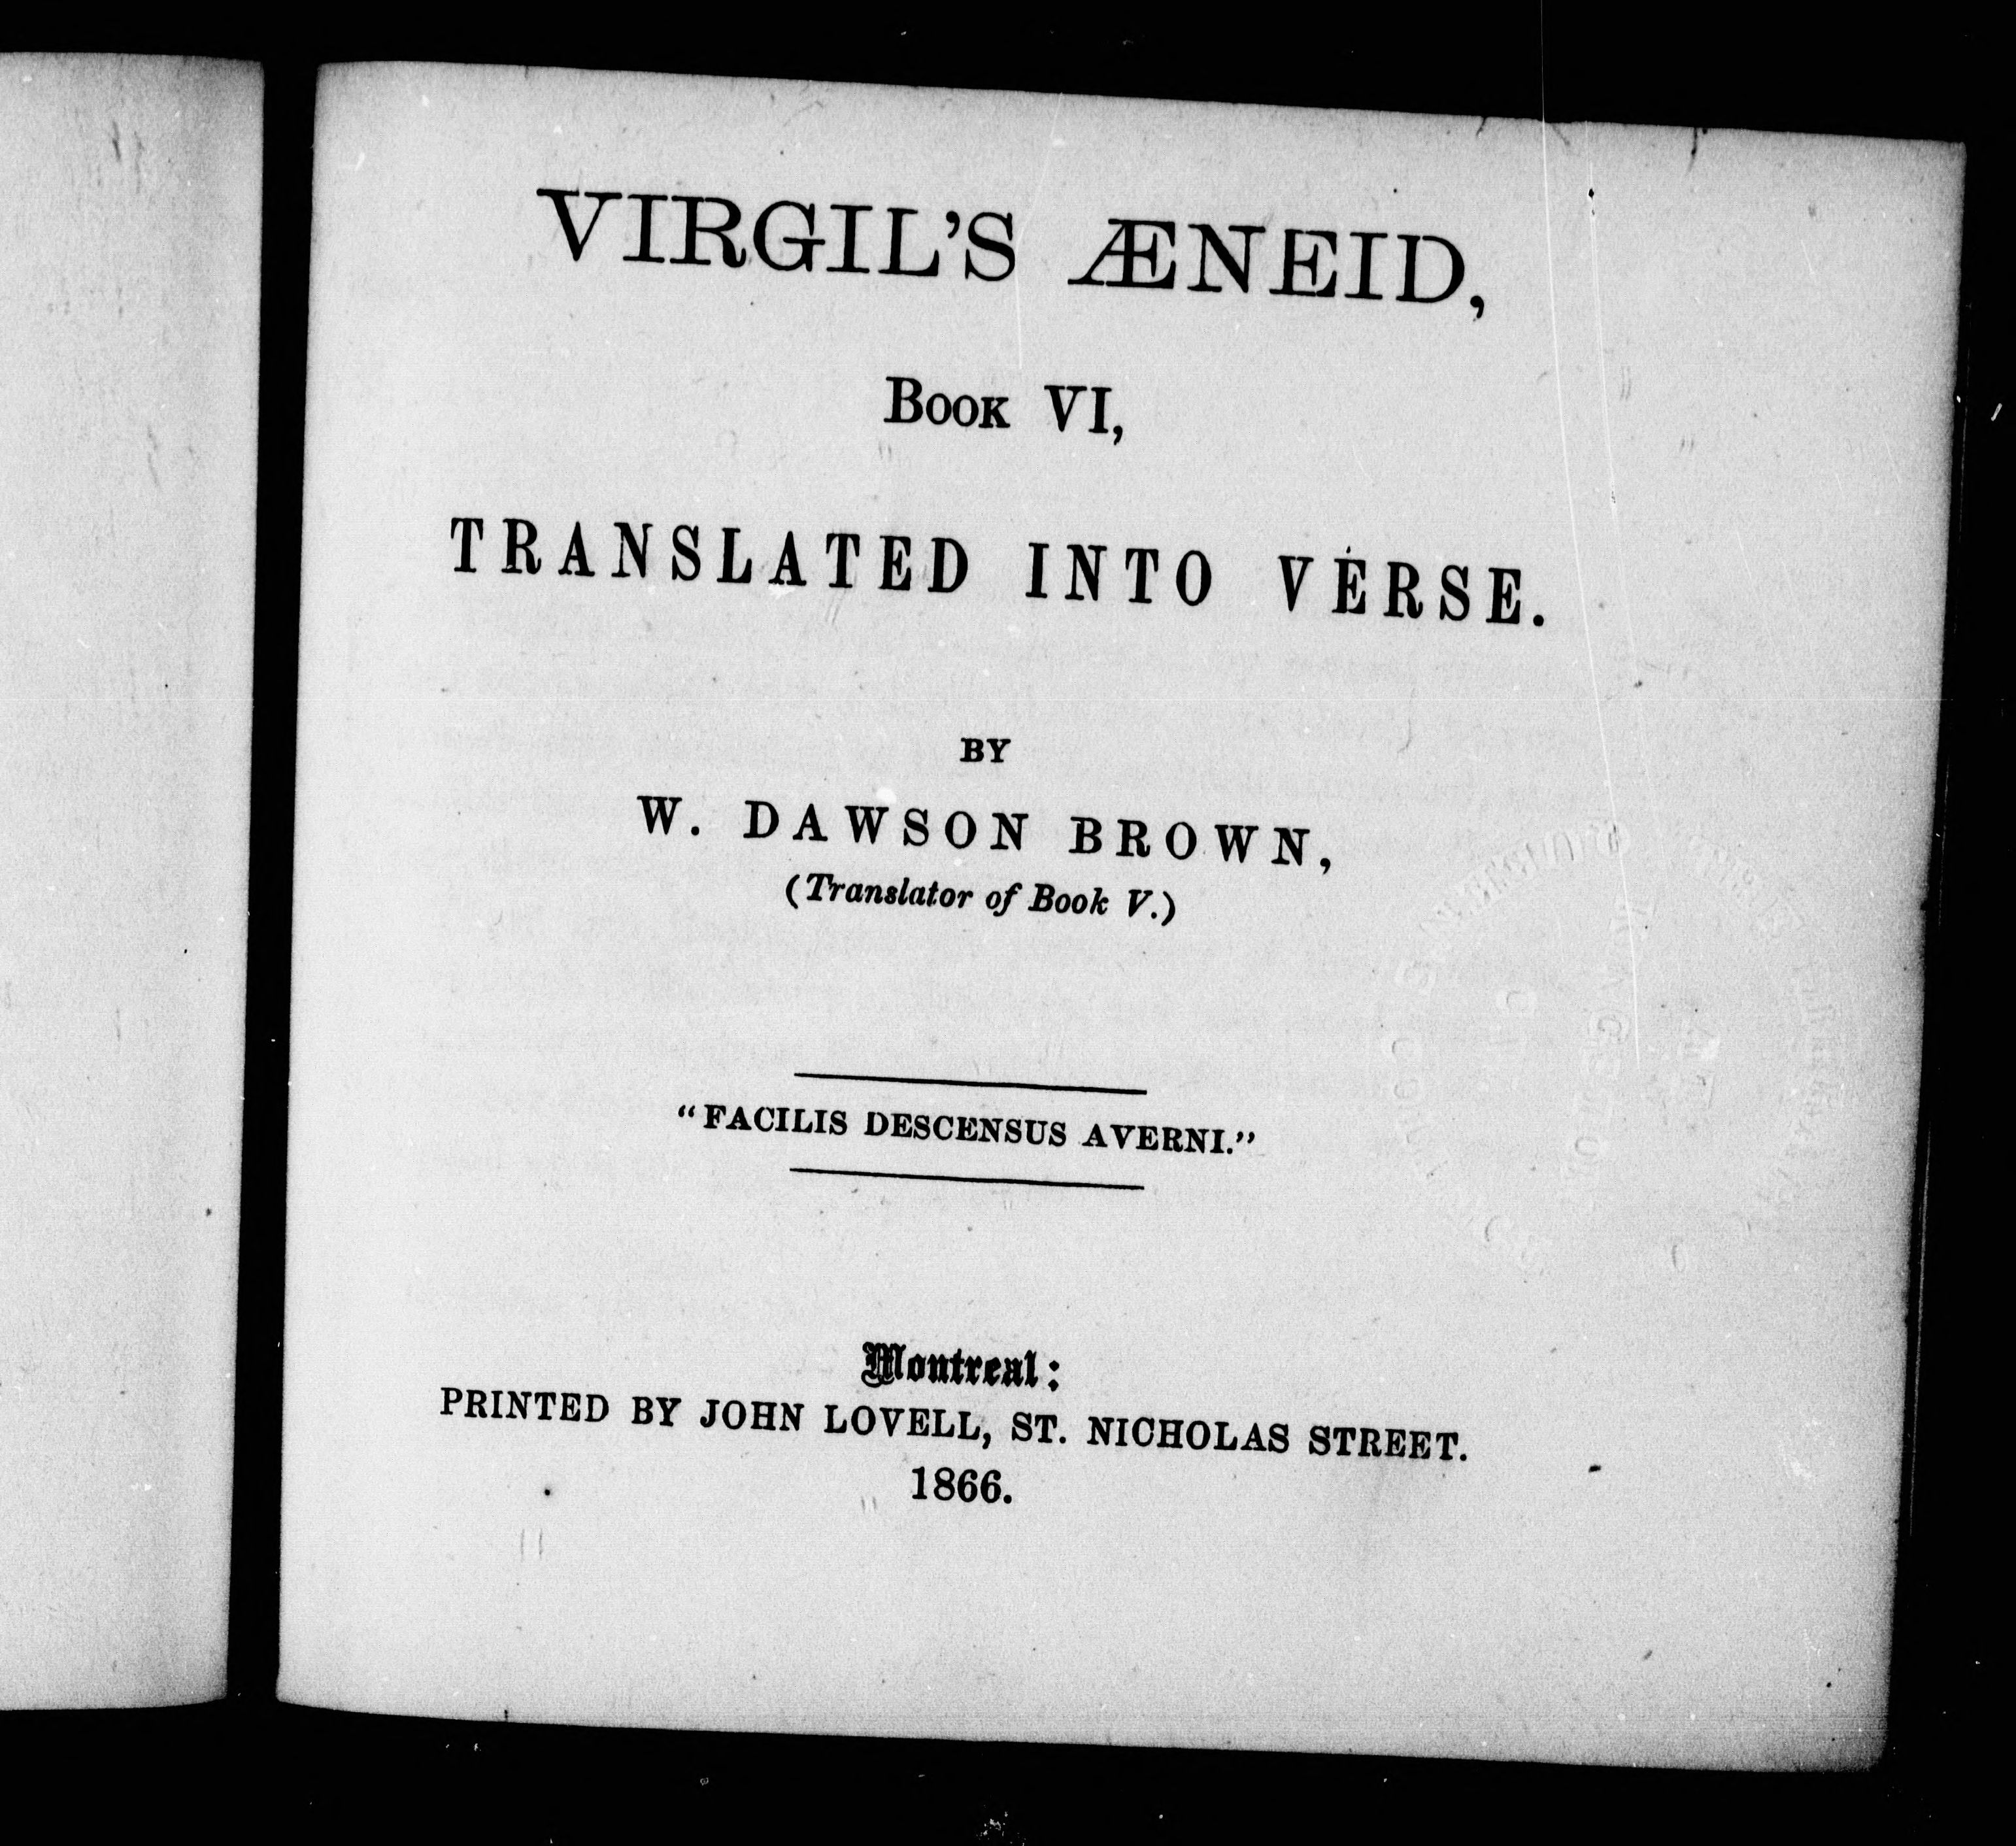 VIRGIL'S ÆNEID,
BOOK VI,
TRANSLATED INTO VERSE.
BY
W. DAWSON BROWN,
(Translator of Book V.)
"FACILIS DESCENSUS AVERNI."
Montreal:
PRINTED BY JOHN LOVELL, ST. NICHOLAS STREET.
1866.